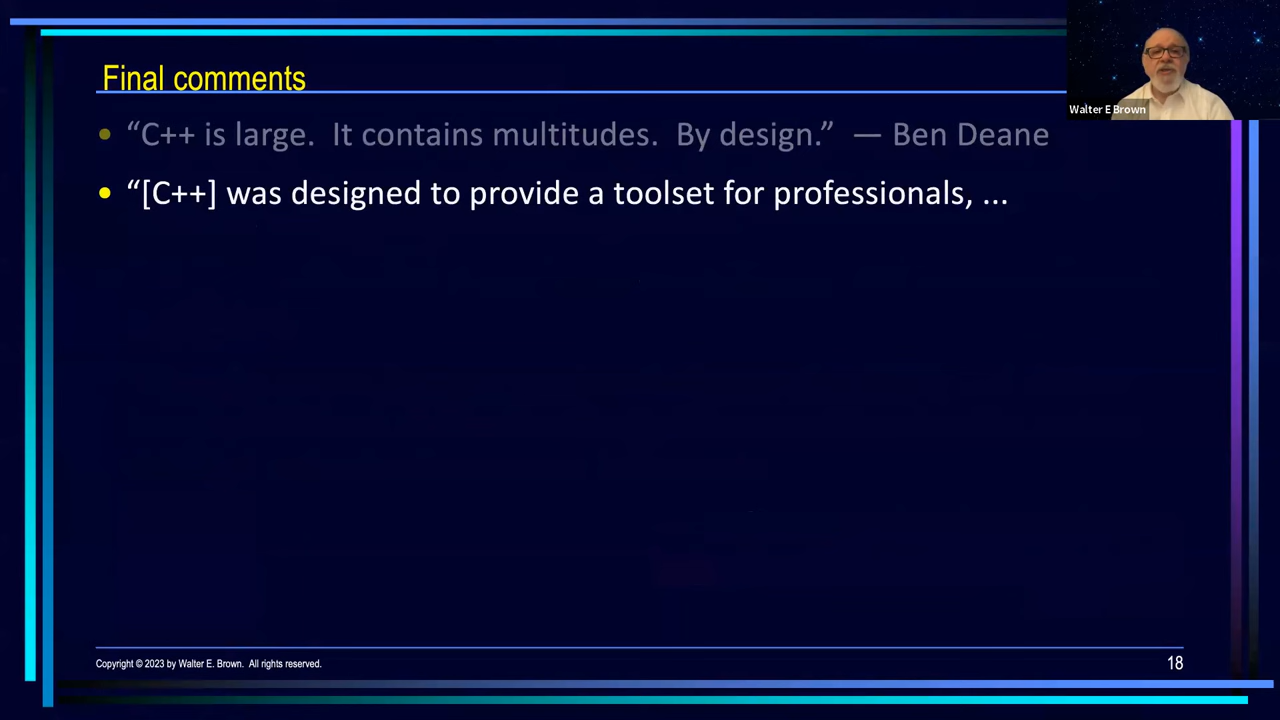 Final comments
“C++ is large.  It contains multitudes.  By design.”  — Ben Deane
“[C++] was designed to provide a toolset for professionals, ...
Walter E Brown
Copyright © 2023 by Walter E. Brown.  All rights reserved.
18